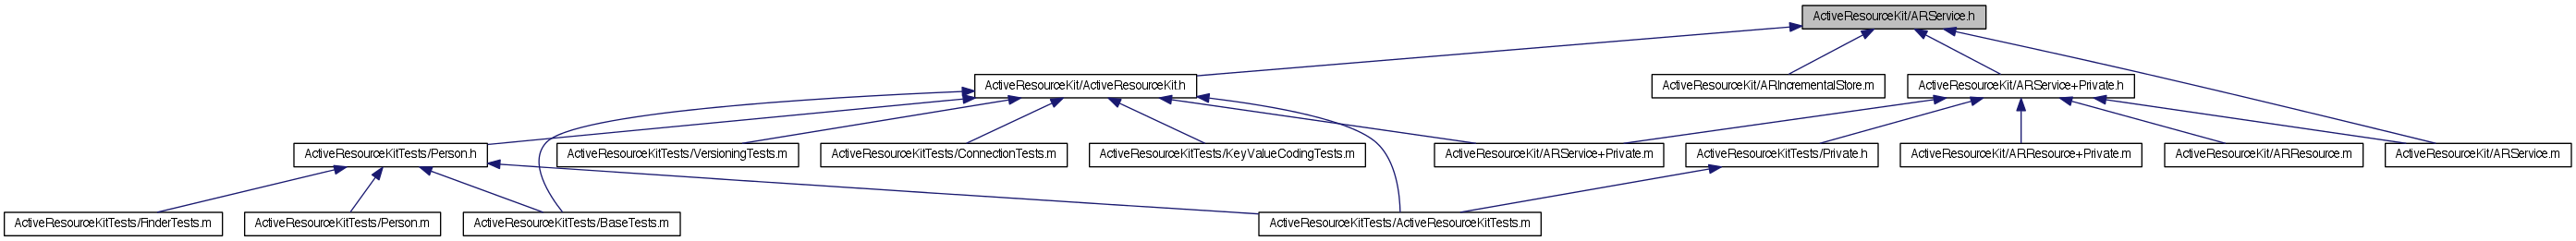 ActiveResourceKit/ARService.h
ActiveResourceKit/ActiveResourceKit.h
ActiveResourceKit/ARIncrementalStore.m
ActiveResourceKit/ARService+Private.h
ActiveResourceKitTests/Person.h
ActiveResourceKitTests/VersioningTests.m
ActiveResourceKitTests/ConnectionTests.m
ActiveResourceKitTests/KeyValueCodingTests.m
ActiveResourceKit/ARService+Private.m
ActiveResourceKitTests/Private.h
ActiveResourceKit/ARResource+Private.m
ActiveResourceKit/ARResource.m
ActiveResourceKit/ARService.m
ActiveResourceKitTests/FinderTests.m
ActiveResourceKitTests/Person.m
ActiveResourceKitTests/BaseTests.m
ActiveResourceKitTests/ActiveResourceKitTests.m